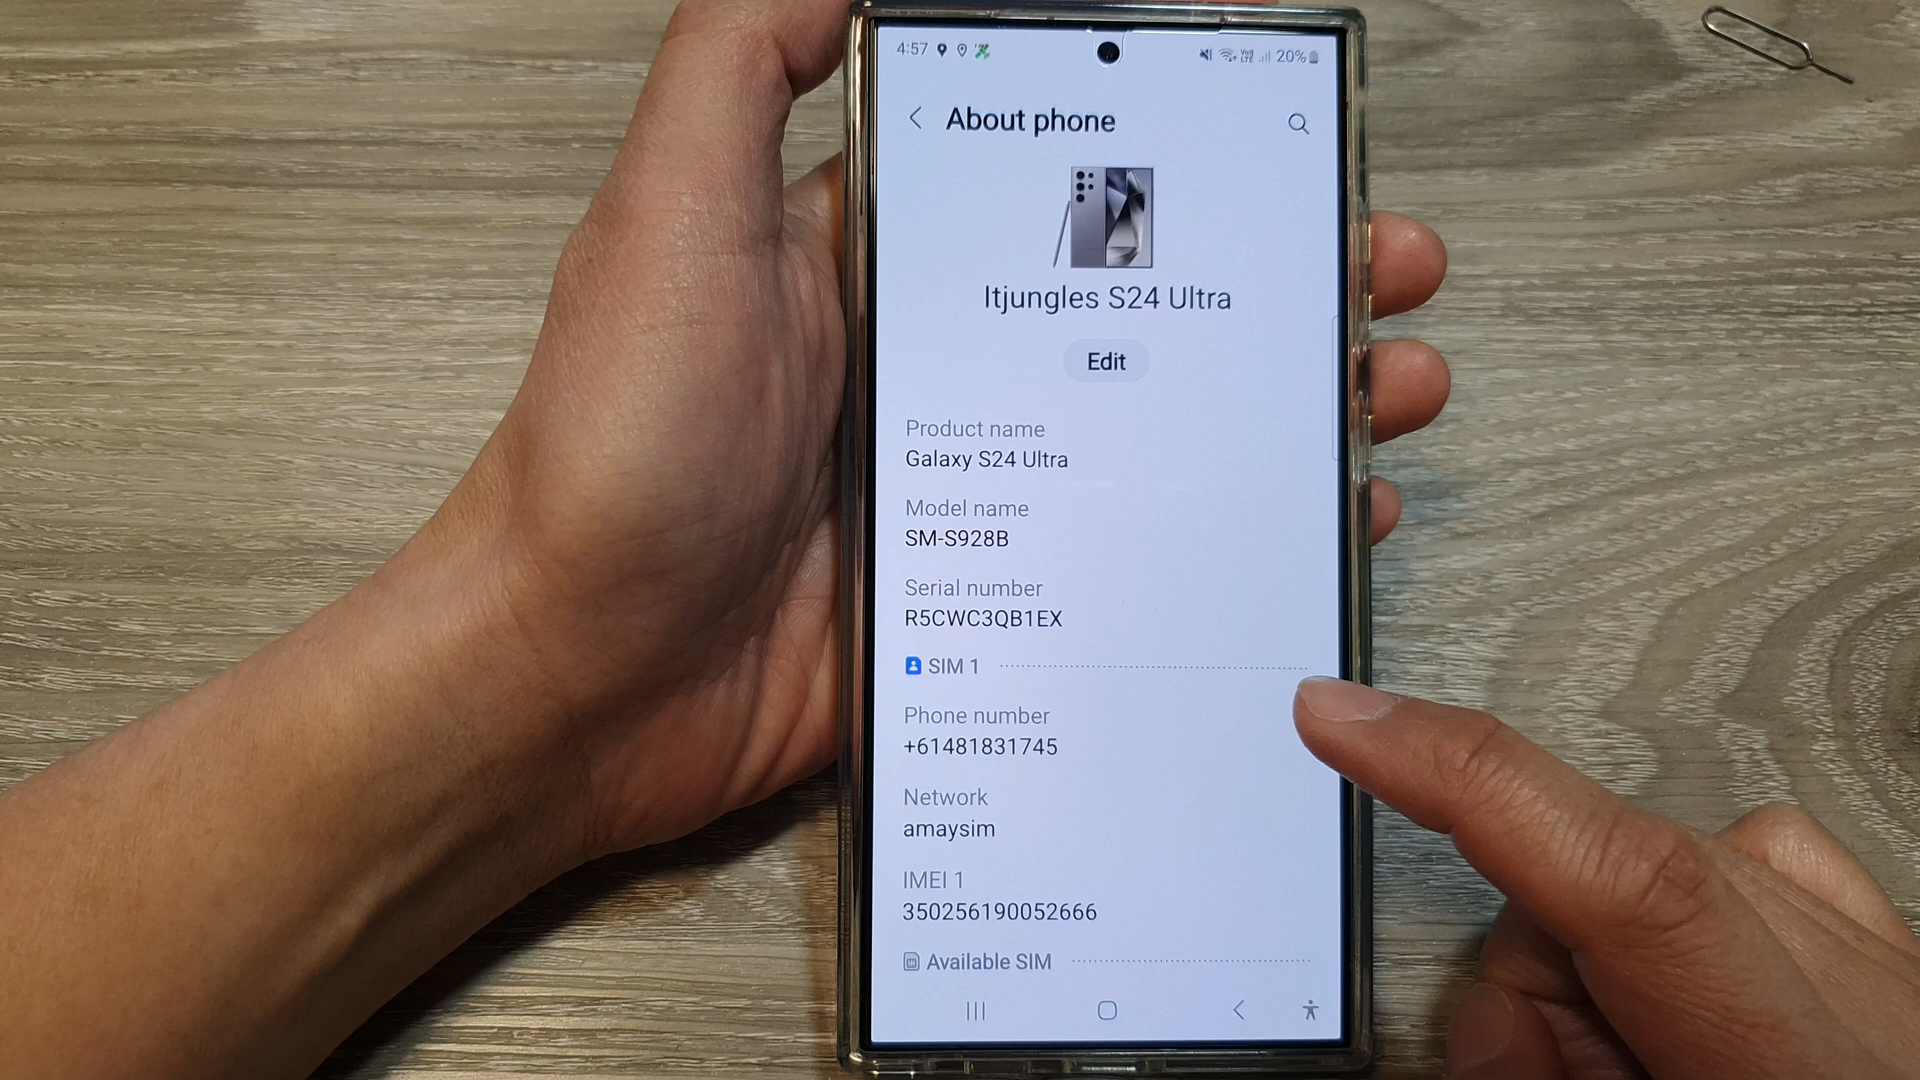 4:57 20%
About phone
Itjungles S24 Ultra
Edit
Product name
Galaxy S24 Ultra
Model name
SM-S928B
Serial number
R5CWC3QB1EX
SIM 1
Phone number
+61481831745
Network
amaysim
IMEI 1
350256190052666
Available SIM